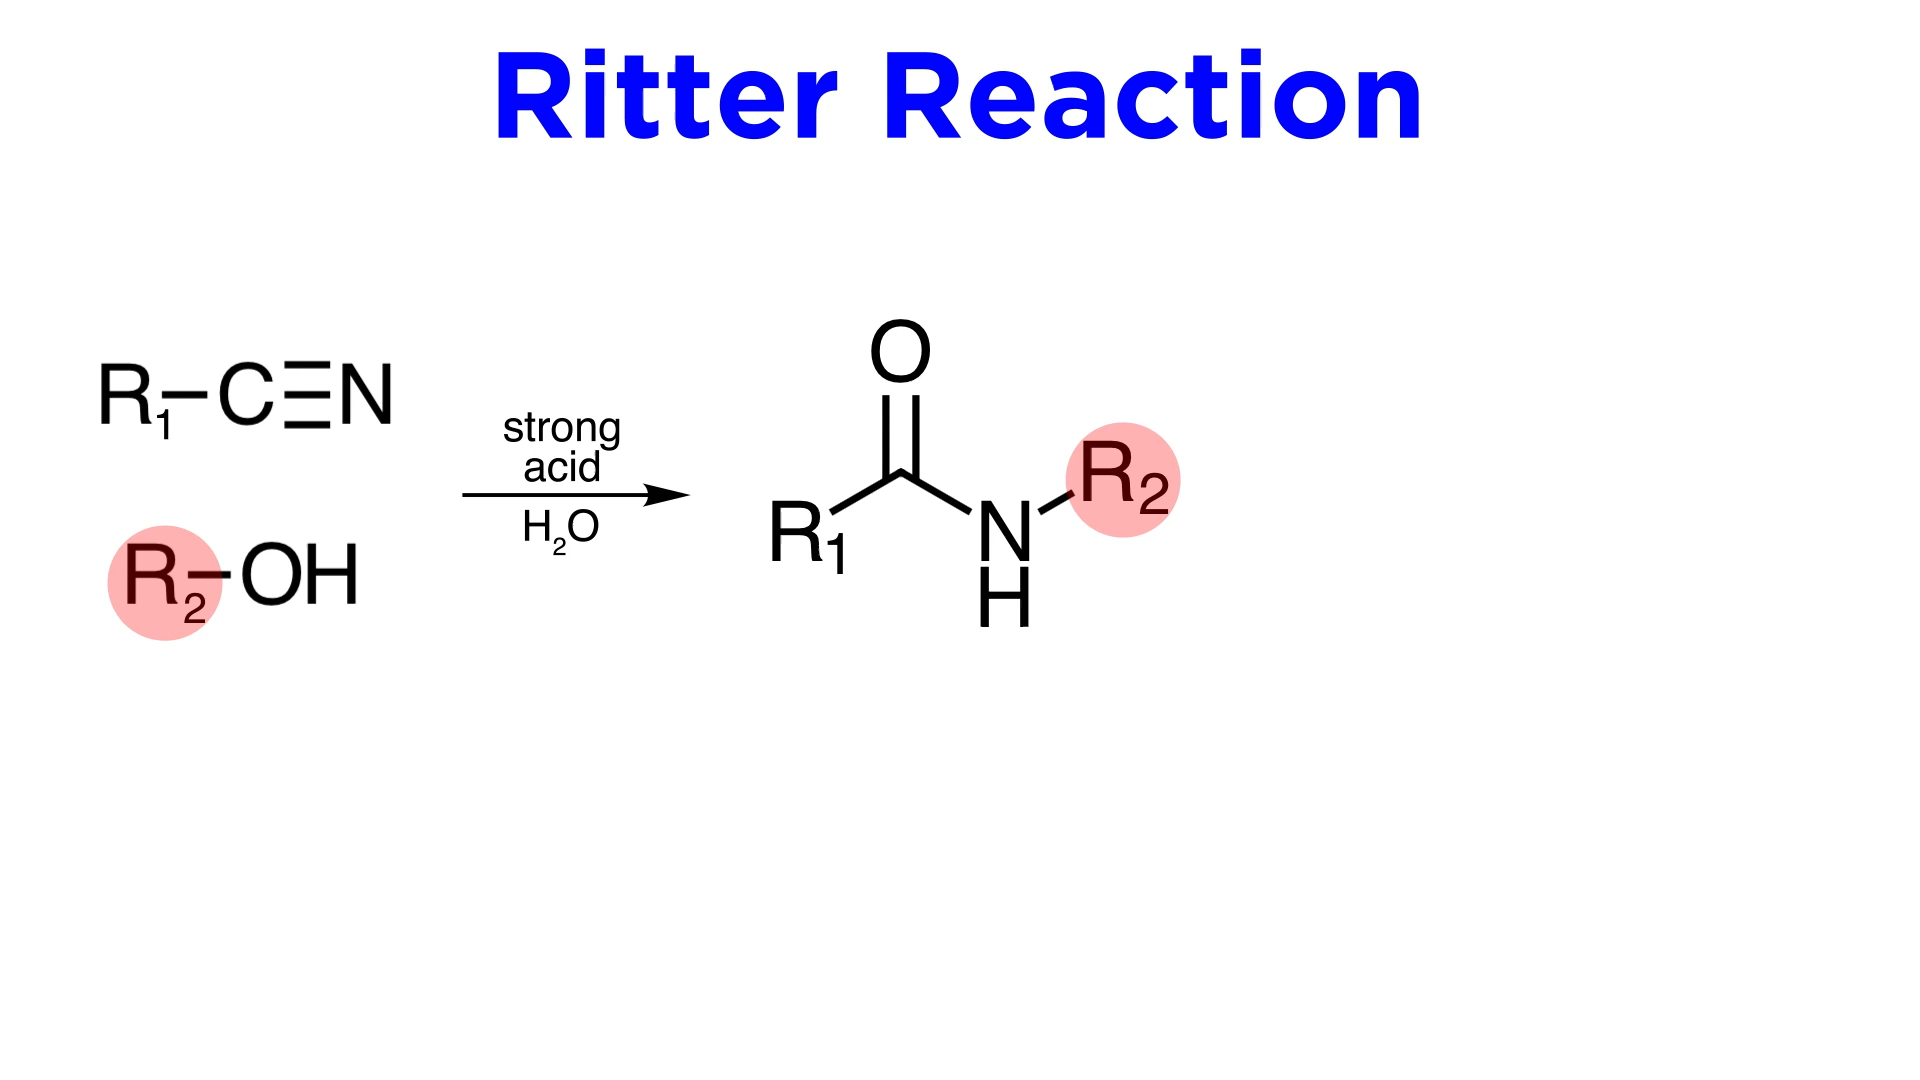 Ritter Reaction
R₁–C≡N
R₂–OH
strong
acid
H₂O
O
R₁
N
H
R₂